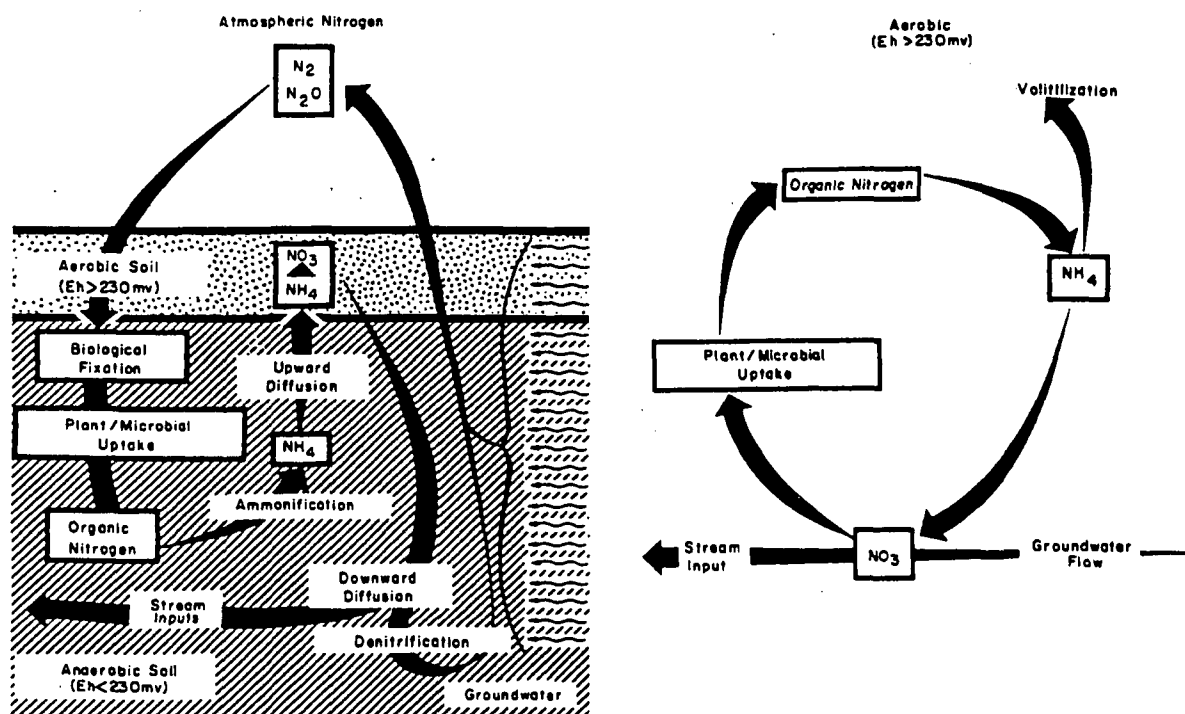 Atmospheric Nitrogen
N2
N2O
Aerobic Soil
(Eh>230mv)
NO3
NH4
Biological
Fixation
Upward
Diffusion
Plant/Microbial
Uptake
NH4
Ammonification
Organic
Nitrogen
Downward
Diffusion
Stream
Inputs
Denitrification
Anaerobic Soil
(Eh<230mv)
Groundwater
Aerobic
(Eh>230mv)
Volitilization
Organic Nitrogen
NH4
Plant/Microbial
Uptake
Stream
Input
NO3
Groundwater
Flow